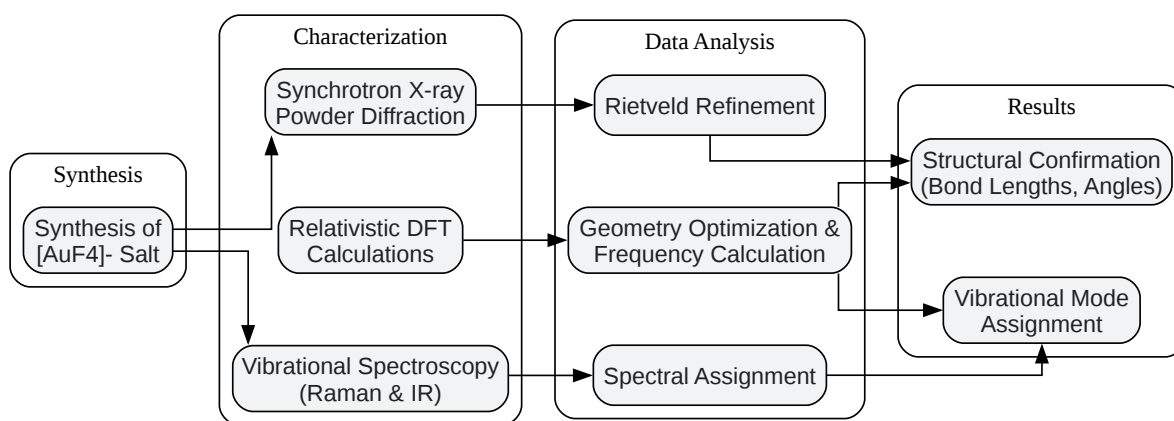 Synthesis
Synthesis of
[AuF4]- Salt
Characterization
Synchrotron X-ray
Powder Diffraction
Relativistic DFT
Calculations
Vibrational Spectroscopy
(Raman & IR)
Data Analysis
Rietveld Refinement
Geometry Optimization &
Frequency Calculation
Spectral Assignment
Results
Structural Confirmation
(Bond Lengths, Angles)
Vibrational Mode
Assignment